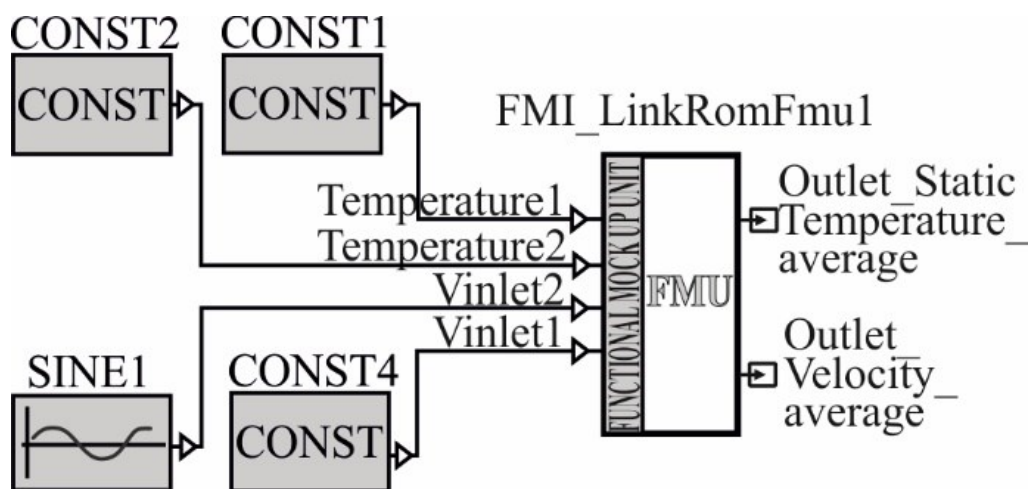 CONST2
CONST1
CONST
CONST
FMI_LinkRomFmu1
Temperature1
Temperature2
Vinlet2
Vinlet1
FUNCTIONAL MOCK UP UNIT
FMU
Outlet_Static
Temperature_
average
Outlet_
Velocity_
average
SINE1
CONST4
CONST